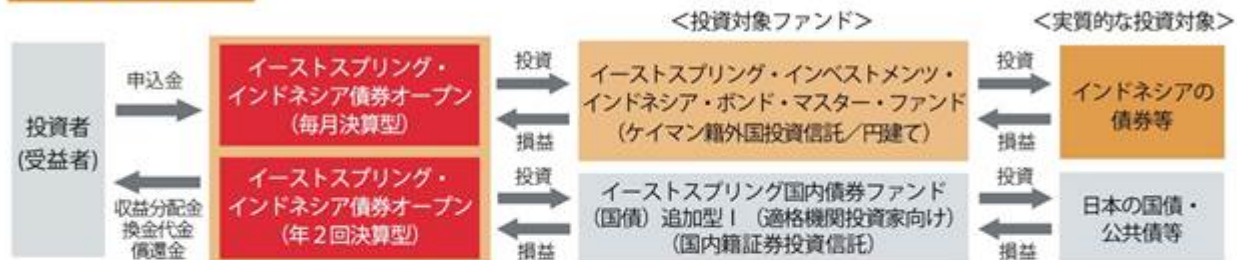 <投資対象ファンド>
<実質的な投資対象>
投資者
(受益者)
申込金
収益分配金
換金代金
償還金
イーストスプリング・
インドネシア債券オープン
(毎月決算型)
イーストスプリング・
インドネシア債券オープン
(年2回決算型)
投資
損益
投資
損益
イーストスプリング・インベストメンツ・
インドネシア・ボンド・マスター・ファンド
(ケイマン籍外国投資信託/円建て)
イーストスプリング国内債券ファンド
(国債)追加型Ⅰ(適格機関投資家向け)
(国内籍証券投資信託)
投資
損益
投資
損益
インドネシアの
債券等
日本の国債・
公共債等